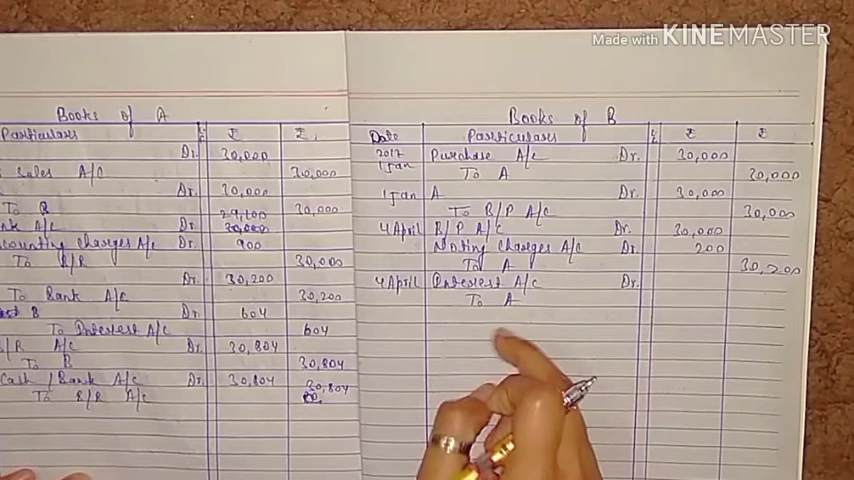 Made with KINEMASTER
Books of A
Particulars L.F. ₹ ₹
Dr. 30,000
Sales A/c 30,000
Dr. 30,000
To B 30,000
A/c Dr. 29,100
Charges A/c Dr. 900
To B/R 30,000
Dr. 30,200
To Bank A/c 30,200
B 604
To Interest A/c 604
A/c Dr. 30,804
To B 30,804
Cash / Bank A/c Dr. 30,804
To B/R A/c 30,804
Books of B
Date Particulars L.F. ₹ ₹
2017
1 Jan Purchase A/c Dr. 30,000
To A 30,000
1 Jan A Dr. 30,000
To B/P A/c 30,000
4 April B/P A/c Dr. 30,000
Noting Charges A/c Dr. 200
To A 30,200
4 April Interest A/c Dr.
To A